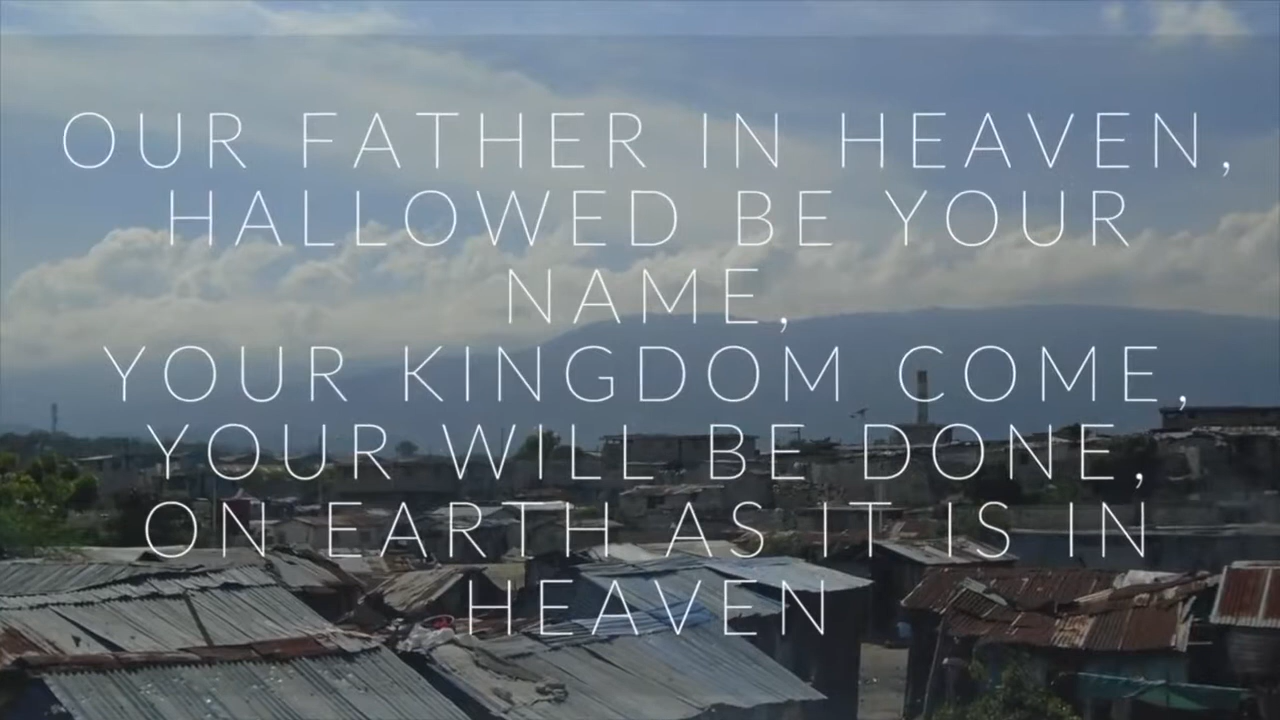 OUR FATHER IN HEAVEN,
HALLOWED BE YOUR
NAME,
YOUR KINGDOM COME,
YOUR WILL BE DONE,
ON EARTH AS IT IS IN
HEAVEN